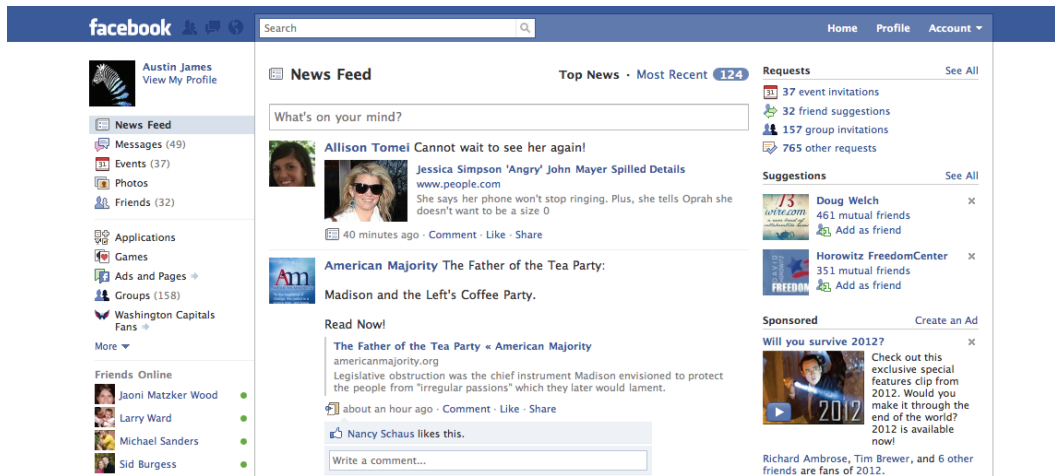 facebook
Search
Home Profile Account
Austin James
View My Profile
News Feed
Messages (49)
31 Events (37)
Photos
Friends (32)
Applications
Games
Ads and Pages
Groups (158)
Washington Capitals
Fans
More
Friends Online
Jaoni Matzker Wood
Larry Ward
Michael Sanders
Sid Burgess
News Feed
Top News · Most Recent 124
What's on your mind?
Allison Tomei Cannot wait to see her again!
Jessica Simpson 'Angry' John Mayer Spilled Details
www.people.com
She says her phone won't stop ringing. Plus, she tells Oprah she
doesn't want to be a size 0
40 minutes ago · Comment · Like · Share
Am
American Majority The Father of the Tea Party:
Madison and the Left's Coffee Party.
Read Now!
The Father of the Tea Party « American Majority
americanmajority.org
Legislative obstruction was the chief instrument Madison envisioned to protect
the people from "irregular passions" which they later would lament.
about an hour ago · Comment · Like · Share
Nancy Schaus likes this.
Write a comment...
Requests See All
31 37 event invitations
32 friend suggestions
157 group invitations
765 other requests
Suggestions See All
73
wire.com
Doug Welch
461 mutual friends
Add as friend
DAVID
HOROWITZ
FREEDOM
Horowitz FreedomCenter
351 mutual friends
Add as friend
Sponsored Create an Ad
Will you survive 2012?
2012
Check out this
exclusive special
features clip from
2012. Would you
make it through the
end of the world?
2012 is available
now!
Richard Ambrose, Tim Brewer, and 6 other
friends are fans of 2012.